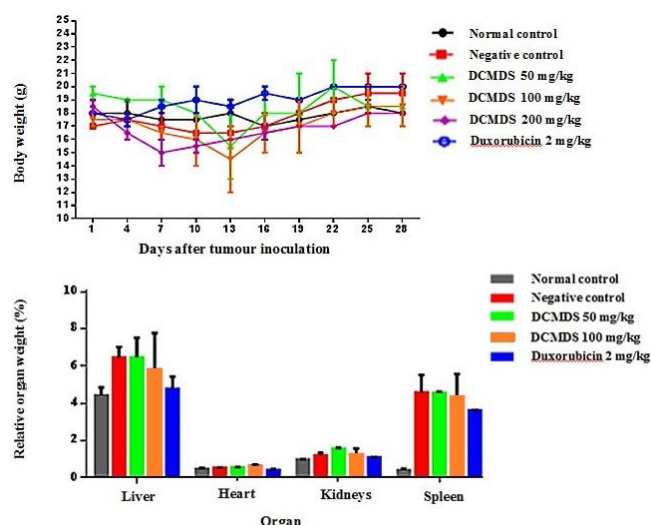 25
24
23
22
21
20
19
18
17
16
15
14
13
12
11
10
Body weight (g)
1 4 7 10 13 16 19 22 25 28
Days after tumour inoculation
Normal control
Negative control
DCMDS 50 mg/kg
DCMDS 100 mg/kg
DCMDS 200 mg/kg
Duxorubicin 2 mg/kg
10
8
6
4
2
0
Relative organ weight (%)
Liver Heart Kidneys Spleen
Organ
Normal control
Negative control
DCMDS 50 mg/kg
DCMDS 100 mg/kg
Duxorubicin 2 mg/kg